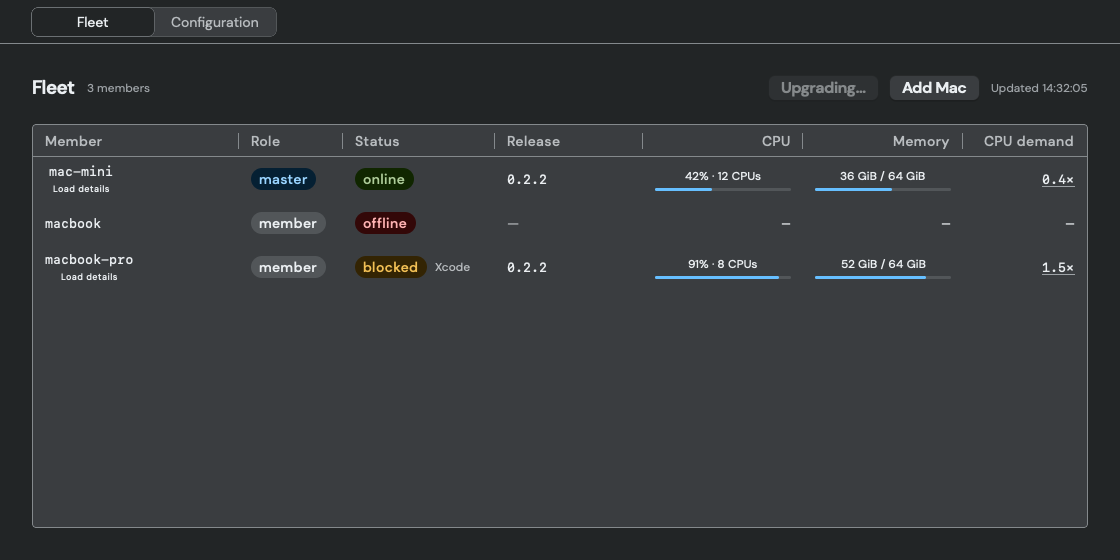 Fleet Configuration
Fleet 3 members Upgrading... Add Mac Updated 14:32:05
Member Role Status Release CPU Memory CPU demand
mac-mini master online 0.2.2 42% · 12 CPUs 36 GiB / 64 GiB 0.4×
Load details
macbook member offline — — — —
macbook-pro member blocked Xcode 0.2.2 91% · 8 CPUs 52 GiB / 64 GiB 1.5×
Load details